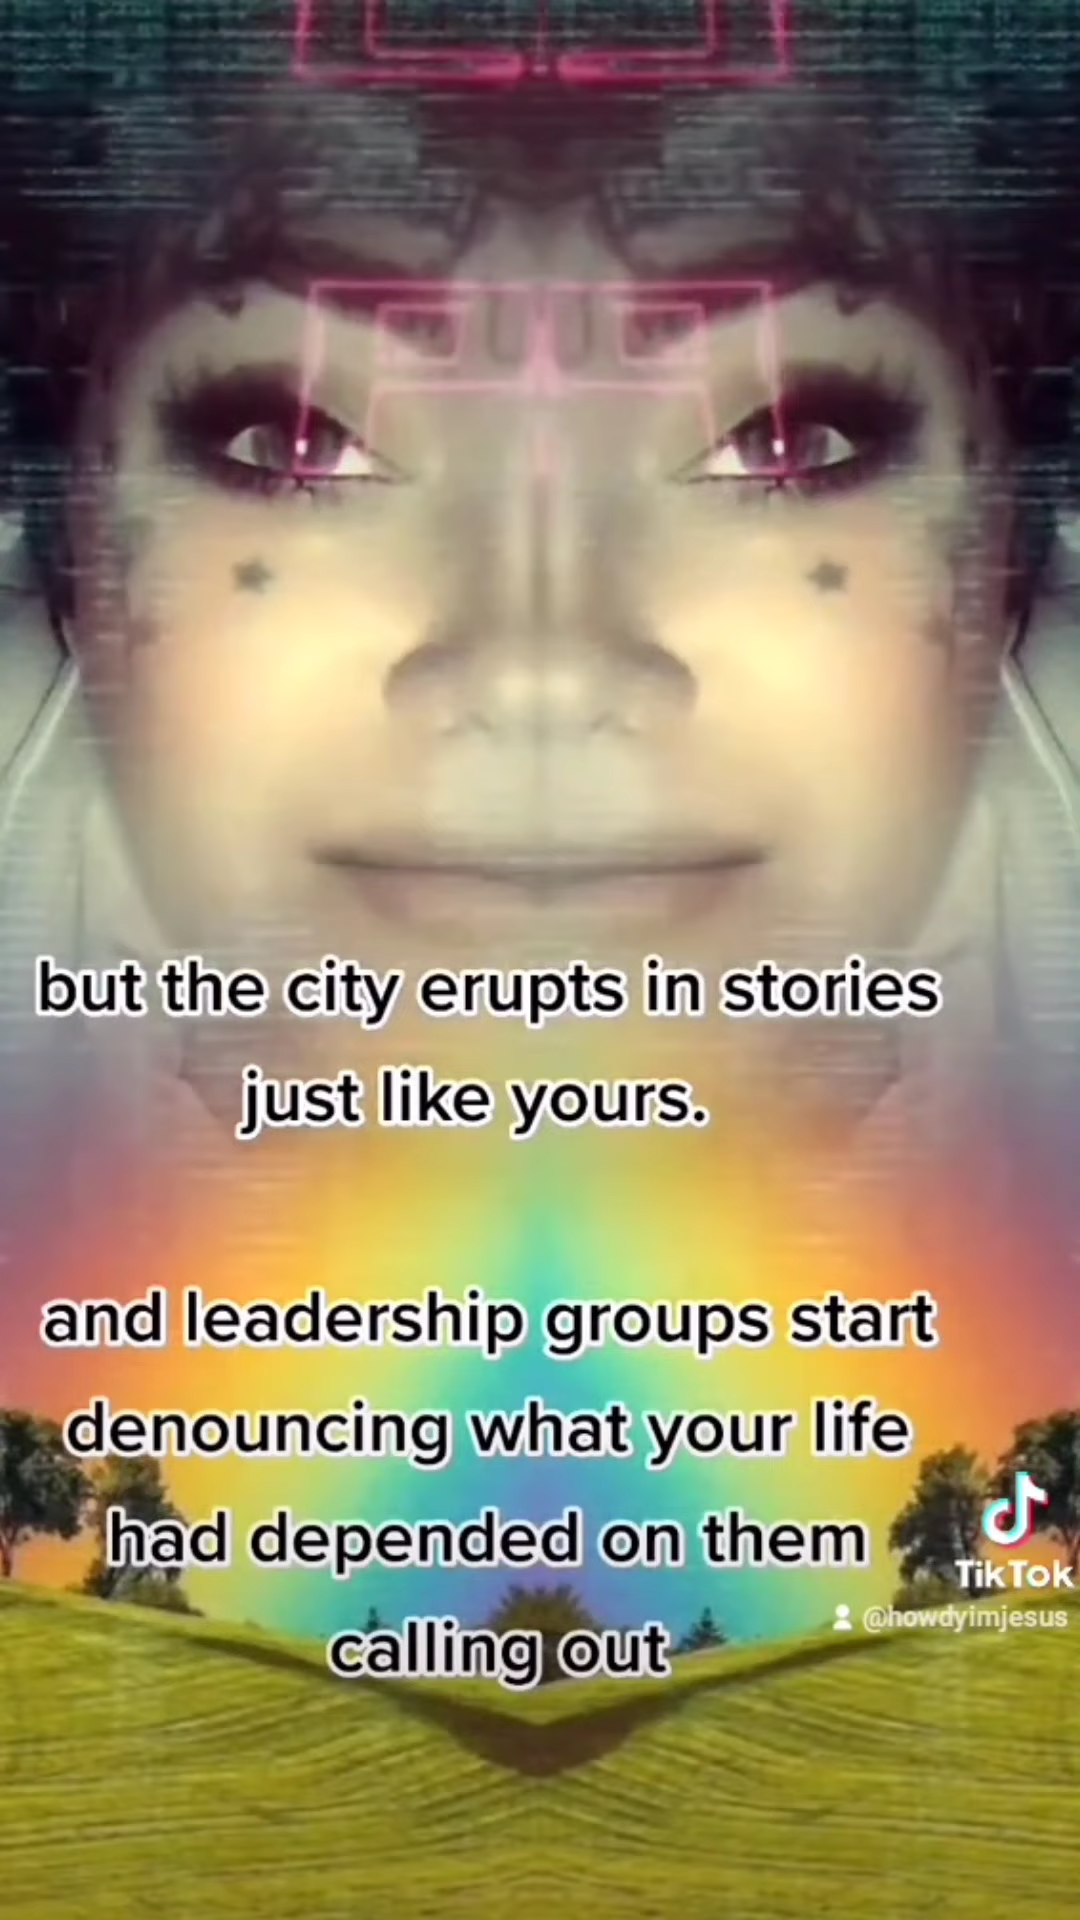 but the city erupts in stories
just like yours.
and leadership groups start
denouncing what your life
had depended on them
calling out
TikTok
@howdyimjesus